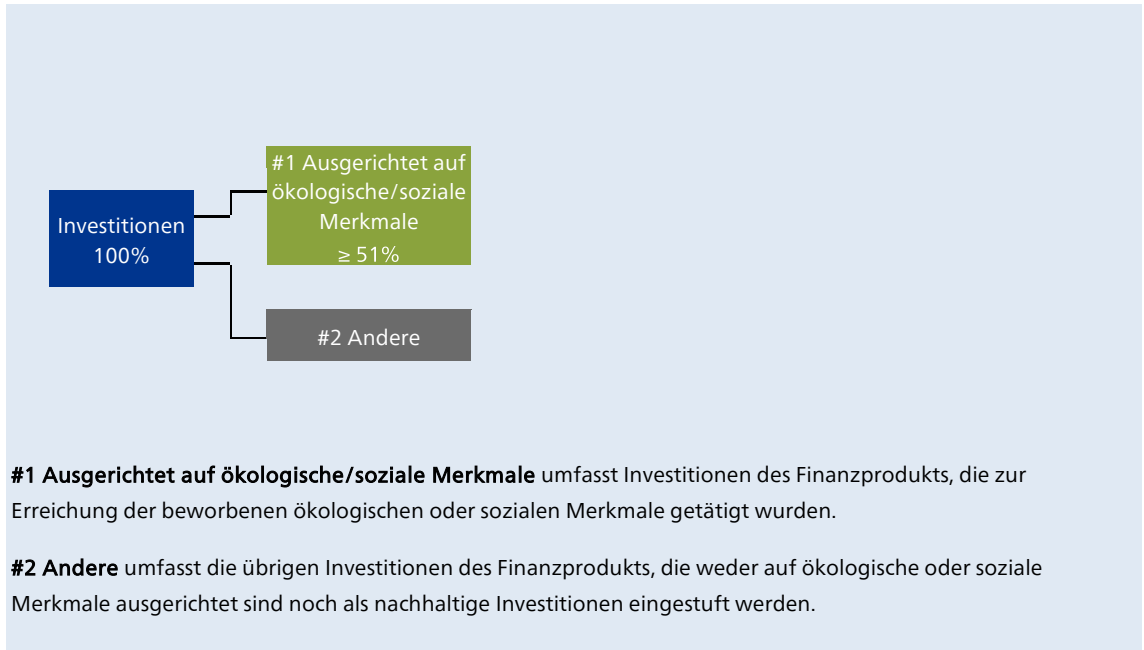 #1 Ausgerichtet auf
ökologische/soziale
Merkmale
≥ 51%
Investitionen
100%
#2 Andere
#1 Ausgerichtet auf ökologische/soziale Merkmale umfasst Investitionen des Finanzprodukts, die zur
Erreichung der beworbenen ökologischen oder sozialen Merkmale getätigt wurden.
#2 Andere umfasst die übrigen Investitionen des Finanzprodukts, die weder auf ökologische oder soziale
Merkmale ausgerichtet sind noch als nachhaltige Investitionen eingestuft werden.